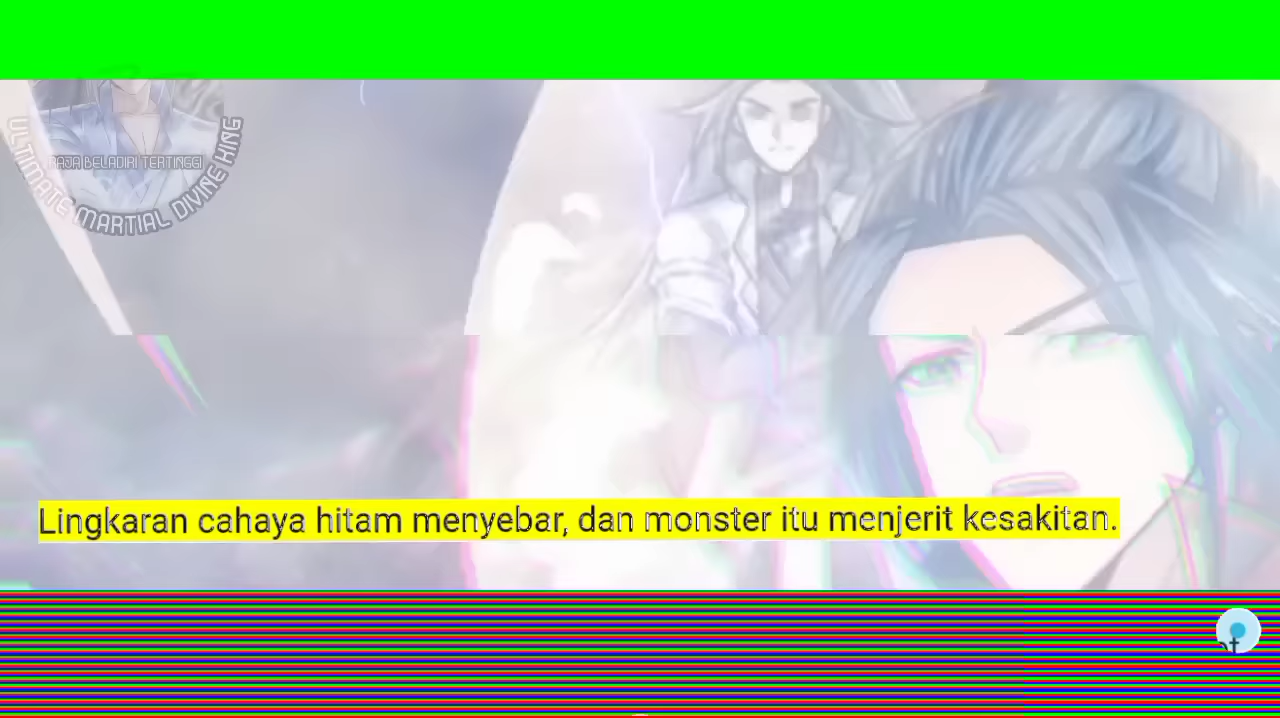 RAJA BELADIRI TERTINGGI
ULTIMATE MARTIAL DIVINE KING
Lingkaran cahaya hitam menyebar, dan monster itu menjerit kesakitan.